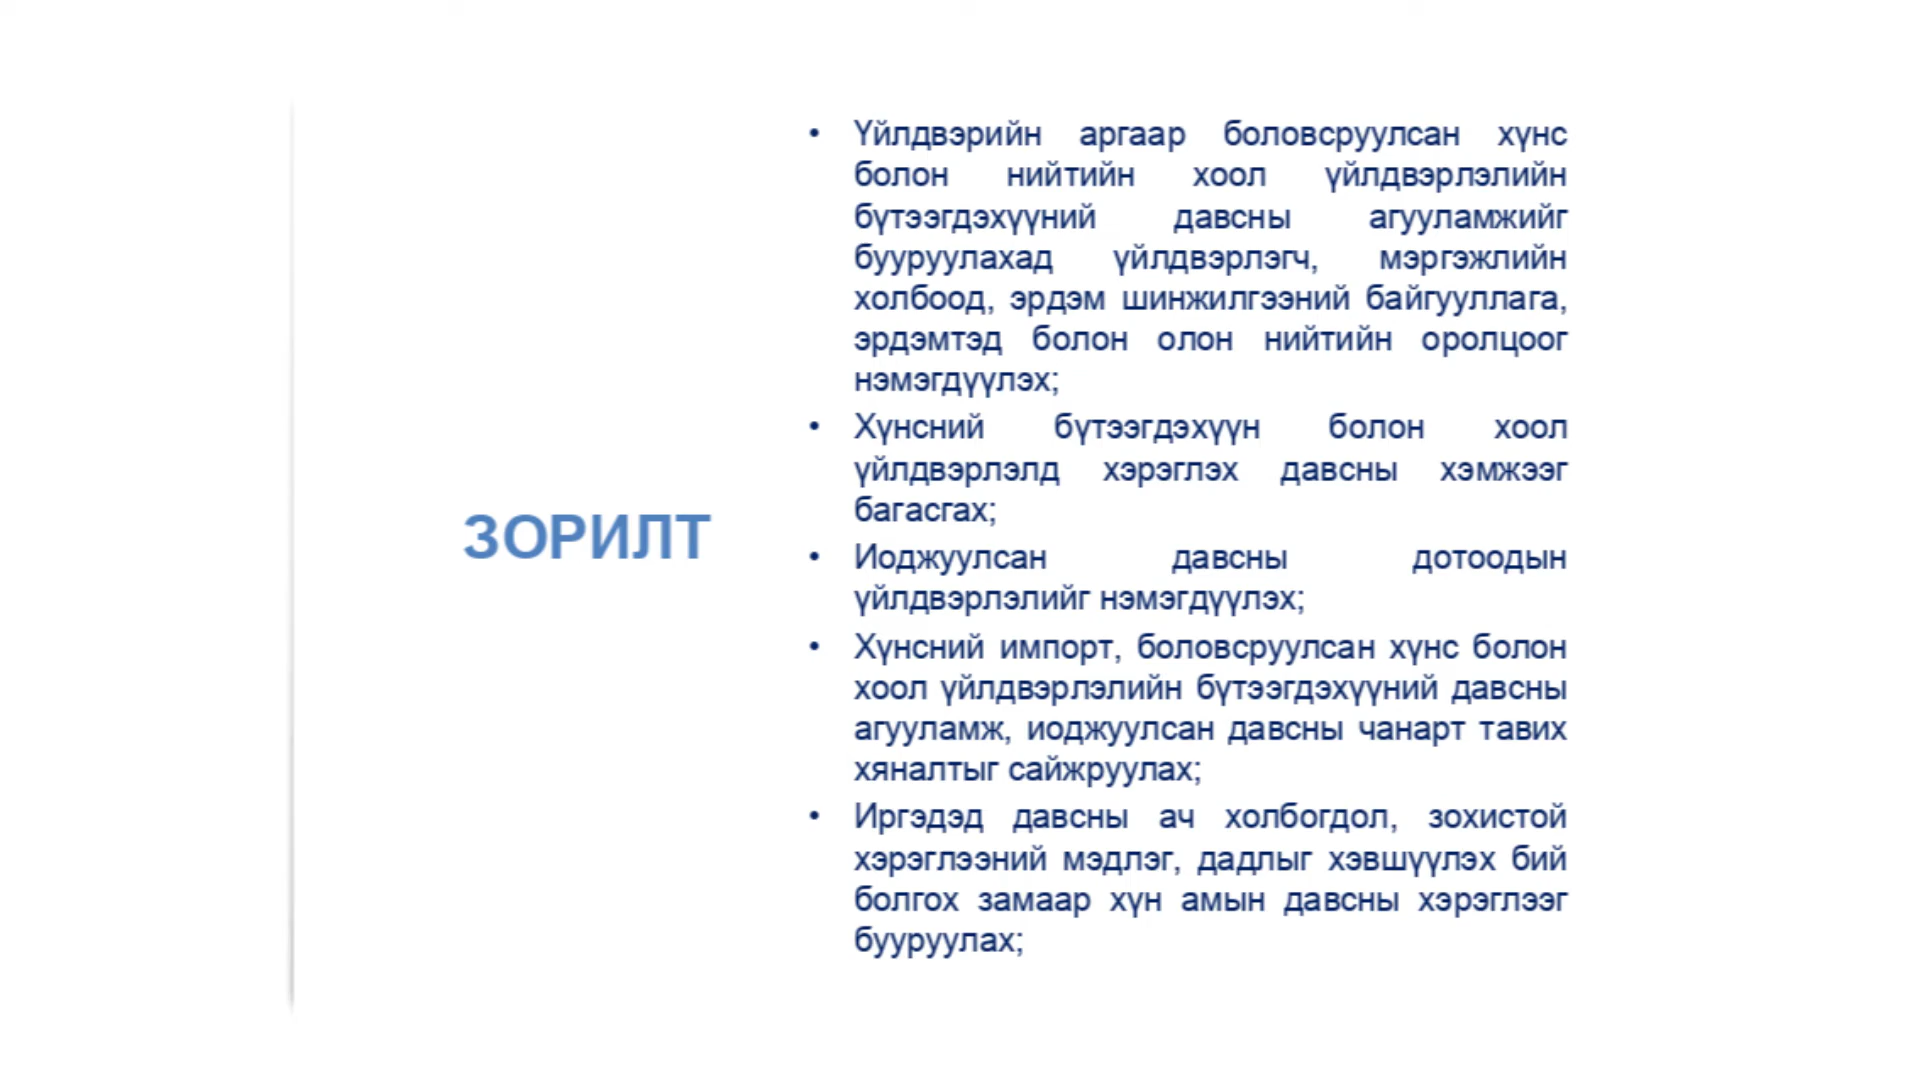 ЗОРИЛТ
• Үйлдвэрийн аргаар боловсруулсан хүнс
болон нийтийн хоол үйлдвэрлэлийн
бүтээгдэхүүний давсны агууламжийг
бууруулахад үйлдвэрлэгч, мэргэжлийн
холбоод, эрдэм шинжилгээний байгууллага,
эрдэмтэд болон олон нийтийн оролцоог
нэмэгдүүлэх;
• Хүнсний бүтээгдэхүүн болон хоол
үйлдвэрлэлд хэрэглэх давсны хэмжээг
багасгах;
• Иоджуулсан давсны дотоодын
үйлдвэрлэлийг нэмэгдүүлэх;
• Хүнсний импорт, боловсруулсан хүнс болон
хоол үйлдвэрлэлийн бүтээгдэхүүний давсны
агууламж, иоджуулсан давсны чанарт тавих
хяналтыг сайжруулах;
• Иргэдэд давсны ач холбогдол, зохистой
хэрэглээний мэдлэг, дадлыг хэвшүүлэх бий
болгох замаар хүн амын давсны хэрэглээг
бууруулах;